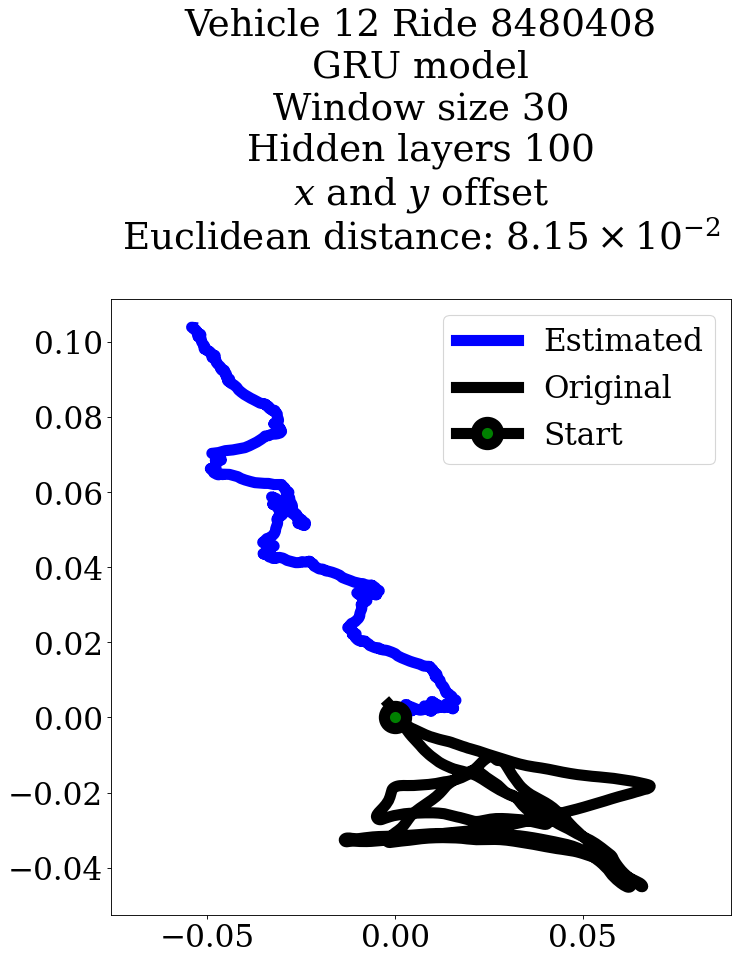 Vehicle 12 Ride 8480408
GRU model
Window size 30
Hidden layers 100
x and y offset
Euclidean distance: 8.15 × 10⁻²
Estimated
Original
Start
0.10
0.08
0.06
0.04
0.02
0.00
−0.02
−0.04
−0.05 0.00 0.05